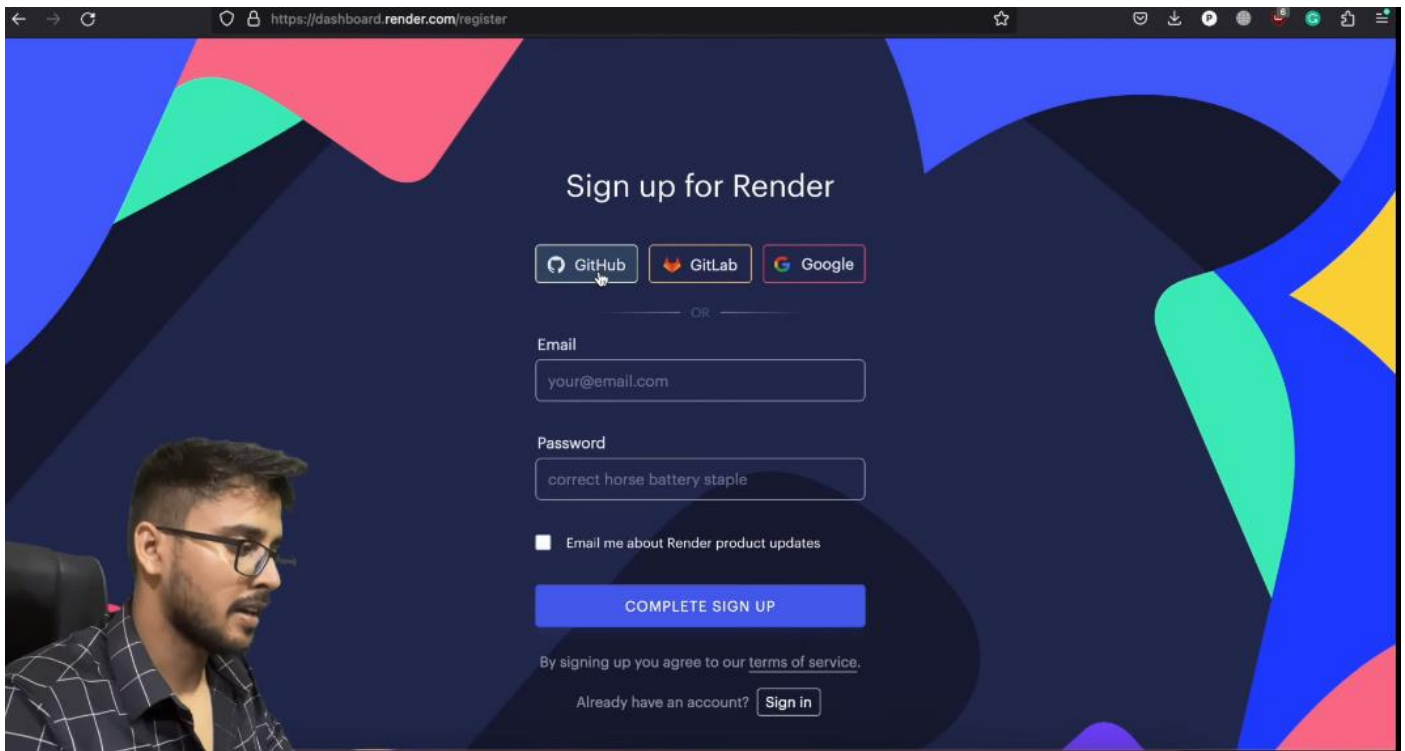 https://dashboard.render.com/register
6
Sign up for Render
GitHub GitLab Google
OR
Email
your@email.com
Password
correct horse battery staple
Email me about Render product updates
COMPLETE SIGN UP
By signing up you agree to our terms of service.
Already have an account? Sign in